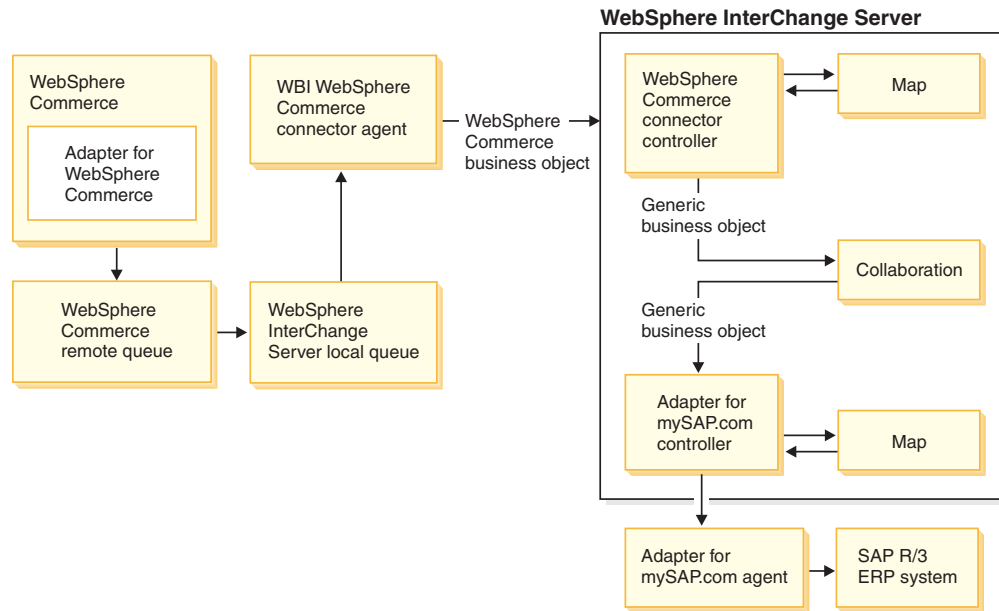 WebSphere InterChange Server
WebSphere
Commerce
Adapter for
WebSphere
Commerce
WBI WebSphere
Commerce
connector agent
WebSphere
Commerce
business object
WebSphere
Commerce
connector
controller
Map
Generic
business object
Collaboration
WebSphere
Commerce
remote queue
WebSphere
InterChange
Server local queue
Generic
business object
Adapter for
mySAP.com
controller
Map
Adapter for
mySAP.com agent
SAP R/3
ERP system